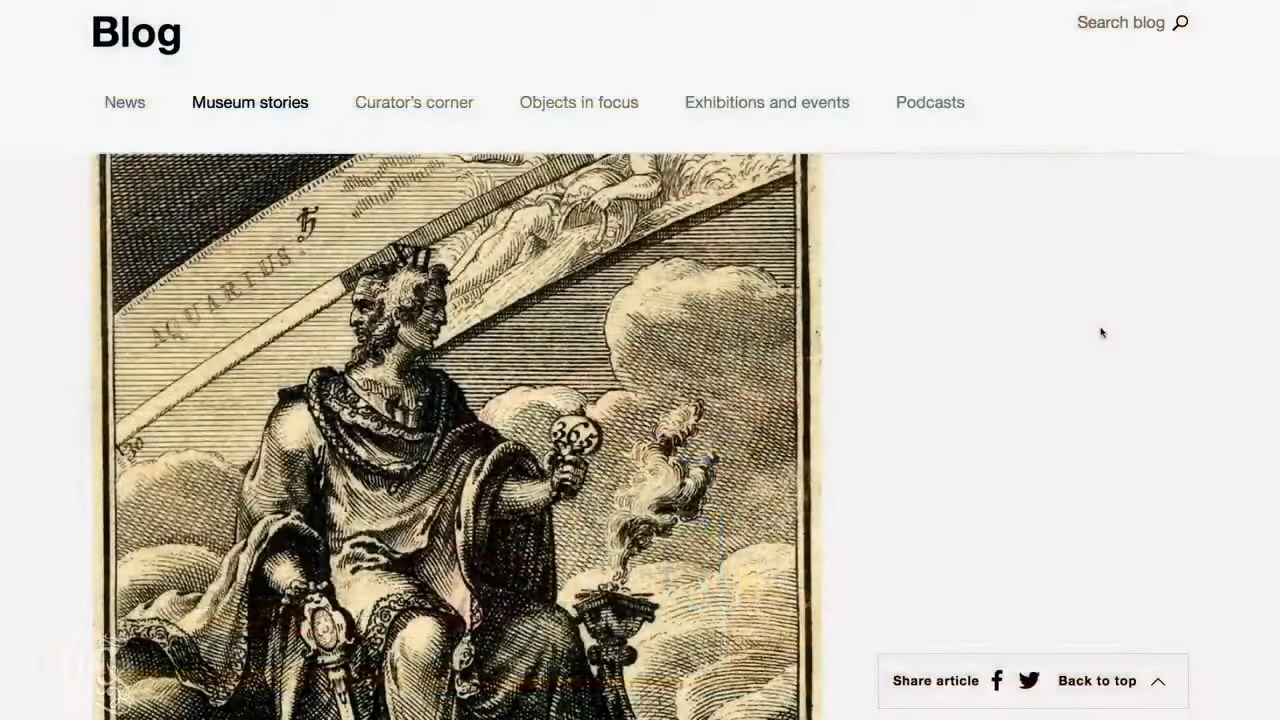 Blog
Search blog
News Museum stories Curator's corner Objects in focus Exhibitions and events Podcasts
AQUARIUS.
30
365
Share article Back to top